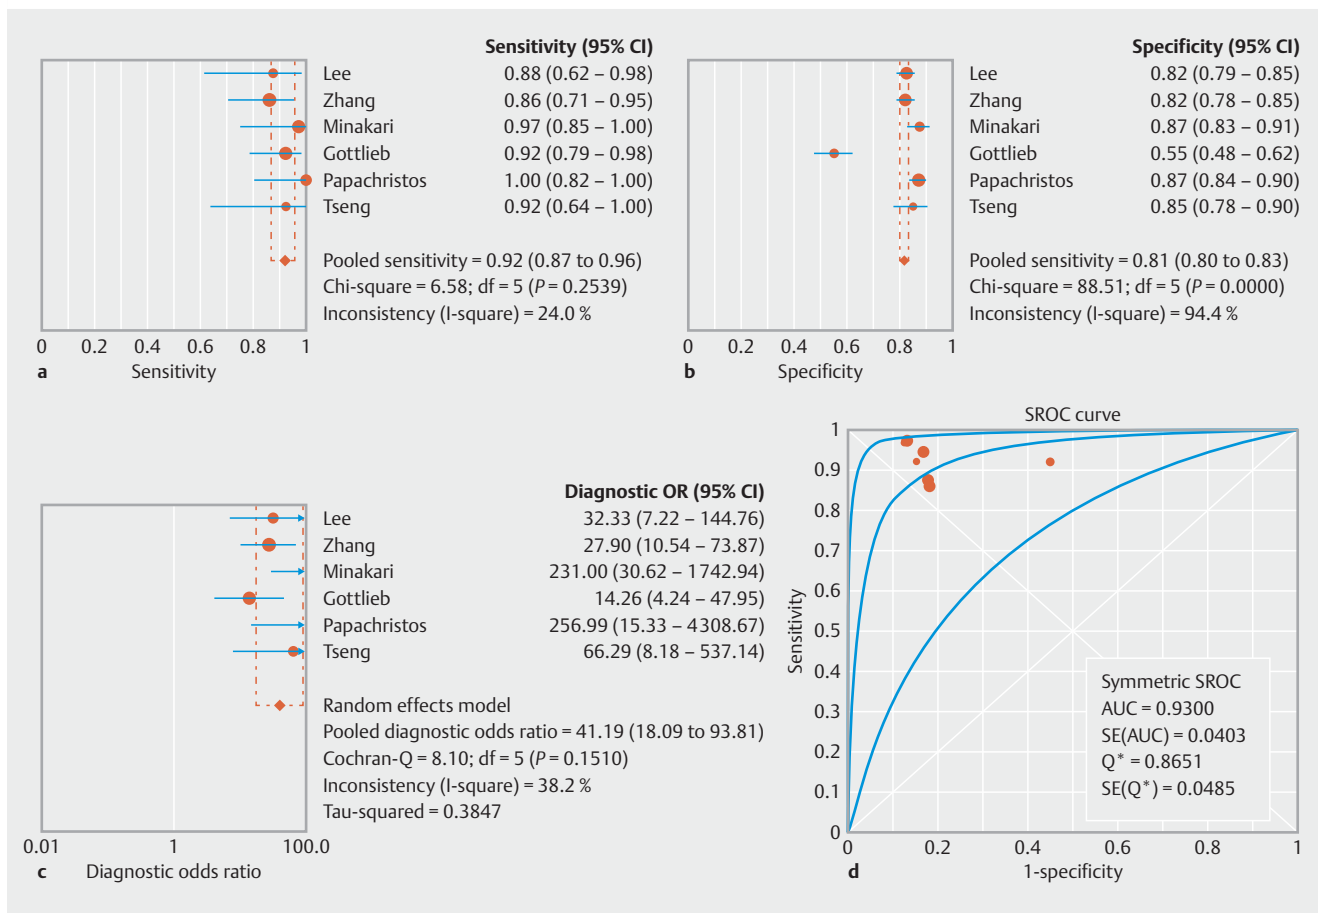 Sensitivity (95% CI)
Lee 0.88 (0.62 – 0.98)
Zhang 0.86 (0.71 – 0.95)
Minakari 0.97 (0.85 – 1.00)
Gottlieb 0.92 (0.79 – 0.98)
Papachristos 1.00 (0.82 – 1.00)
Tseng 0.92 (0.64 – 1.00)
Pooled sensitivity = 0.92 (0.87 to 0.96)
Chi-square = 6.58; df = 5 (P = 0.2539)
Inconsistency (I-square) = 24.0 %
0 0.2 0.4 0.6 0.8 1
a Sensitivity
Specificity (95% CI)
Lee 0.82 (0.79 – 0.85)
Zhang 0.82 (0.78 – 0.85)
Minakari 0.87 (0.83 – 0.91)
Gottlieb 0.55 (0.48 – 0.62)
Papachristos 0.87 (0.84 – 0.90)
Tseng 0.85 (0.78 – 0.90)
Pooled sensitivity = 0.81 (0.80 to 0.83)
Chi-square = 88.51; df = 5 (P = 0.0000)
Inconsistency (I-square) = 94.4 %
0 0.2 0.4 0.6 0.8 1
b Specificity
Diagnostic OR (95% CI)
Lee 32.33 (7.22 – 144.76)
Zhang 27.90 (10.54 – 73.87)
Minakari 231.00 (30.62 – 1742.94)
Gottlieb 14.26 (4.24 – 47.95)
Papachristos 256.99 (15.33 – 4308.67)
Tseng 66.29 (8.18 – 537.14)
Random effects model
Pooled diagnostic odds ratio = 41.19 (18.09 to 93.81)
Cochran-Q = 8.10; df = 5 (P = 0.1510)
Inconsistency (I-square) = 38.2 %
Tau-squared = 0.3847
0.01 1 100.0
c Diagnostic odds ratio
SROC curve
1
0.9
0.8
0.7
0.6
0.5
0.4
0.3
0.2
0.1
0
Sensitivity
Symmetric SROC
AUC = 0.9300
SE(AUC) = 0.0403
Q* = 0.8651
SE(Q*) = 0.0485
0 0.2 0.4 0.6 0.8 1
d 1-specificity